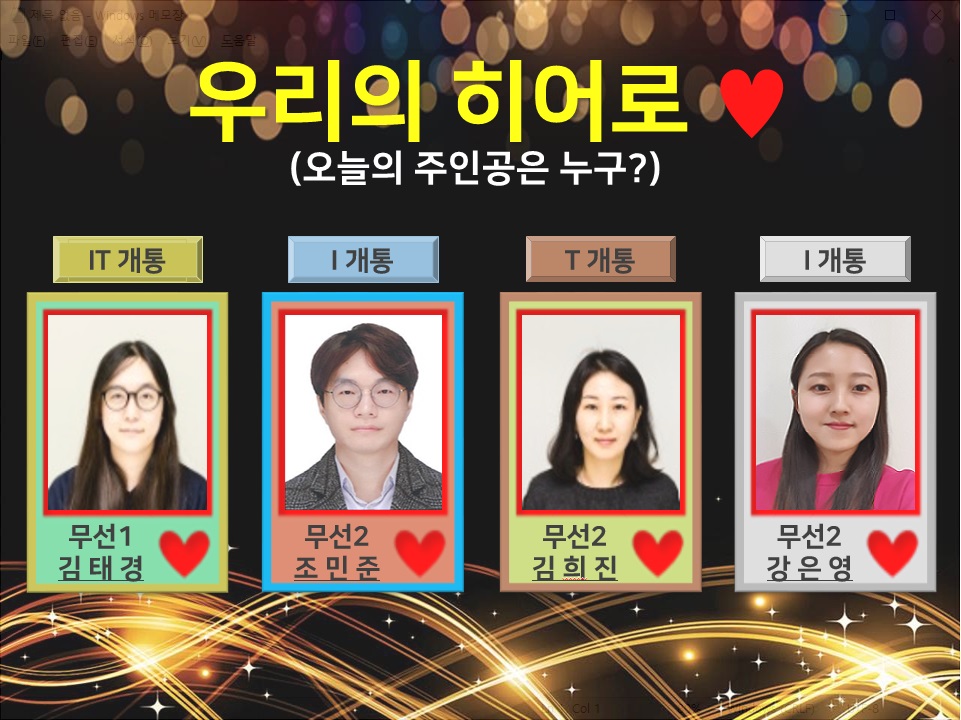 우리의 히어로
(오늘의 주인공은 누구?)
IT 개통
I 개통
T 개통
I 개통
무선1
김 태 경
무선2
조 민 준
무선2
김 희 진
무선2
강 은 영